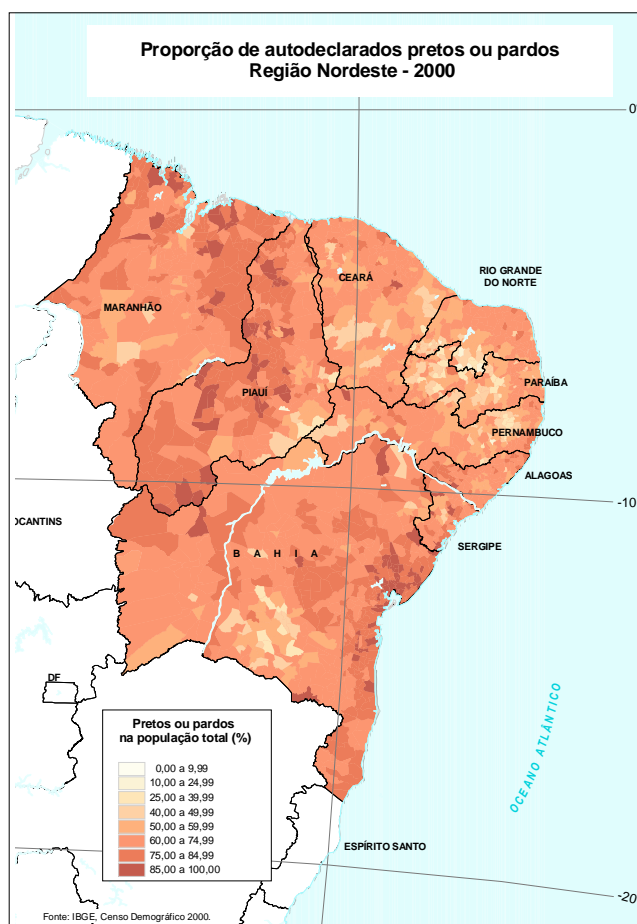 Proporção de autodeclarados pretos ou pardos
Região Nordeste - 2000
0°
RIO GRANDE
DO NORTE
CEARÁ
MARANHÃO
PARAÍBA
PIAUÍ
PERNAMBUCO
ALAGOAS
-10
OCANTINS
SERGIPE
BAHIA
DF
OCEANO ATLÂNTICO
Pretos ou pardos
na população total (%)
0,00 a 9,99
10,00 a 24,99
25,00 a 39,99
40,00 a 49,99
50,00 a 59,99
60,00 a 74,99
75,00 a 84,99
85,00 a 100,00
ESPÍRITO SANTO
-20
Fonte: IBGE, Censo Demográfico 2000.